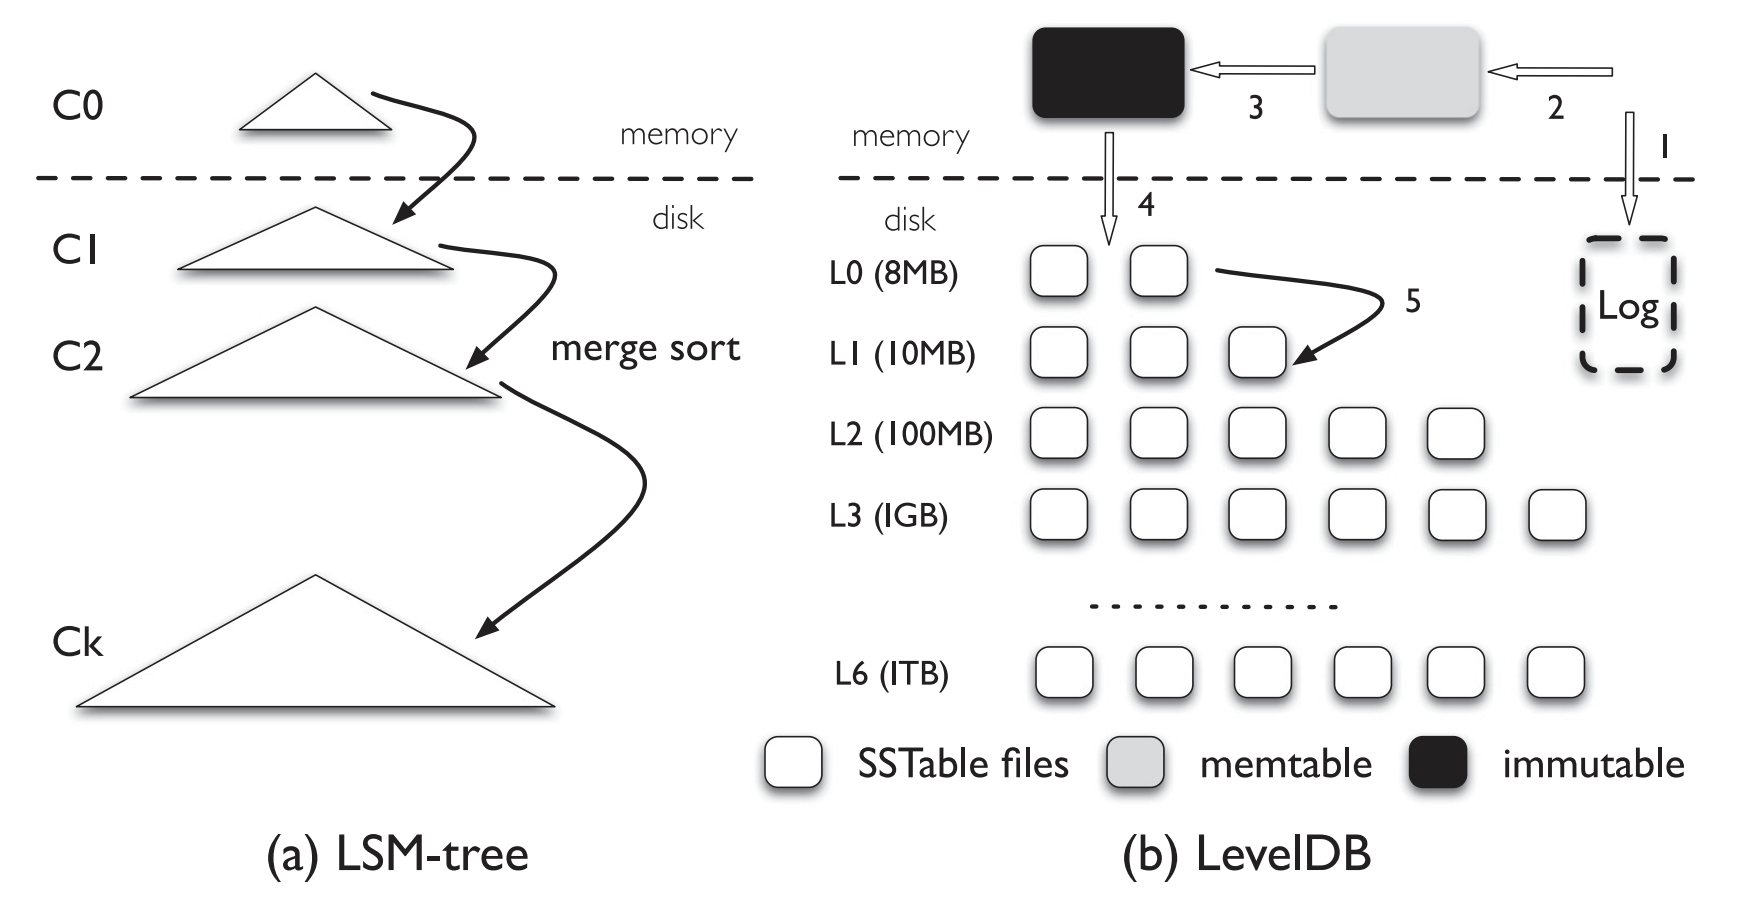 C0
memory
disk
C1
C2
merge sort
Ck
(a) LSM-tree
memory
3
2
1
4
disk
L0 (8MB)
5
Log
L1 (10MB)
L2 (100MB)
L3 (1GB)
L6 (1TB)
SSTable files
memtable
immutable
(b) LevelDB